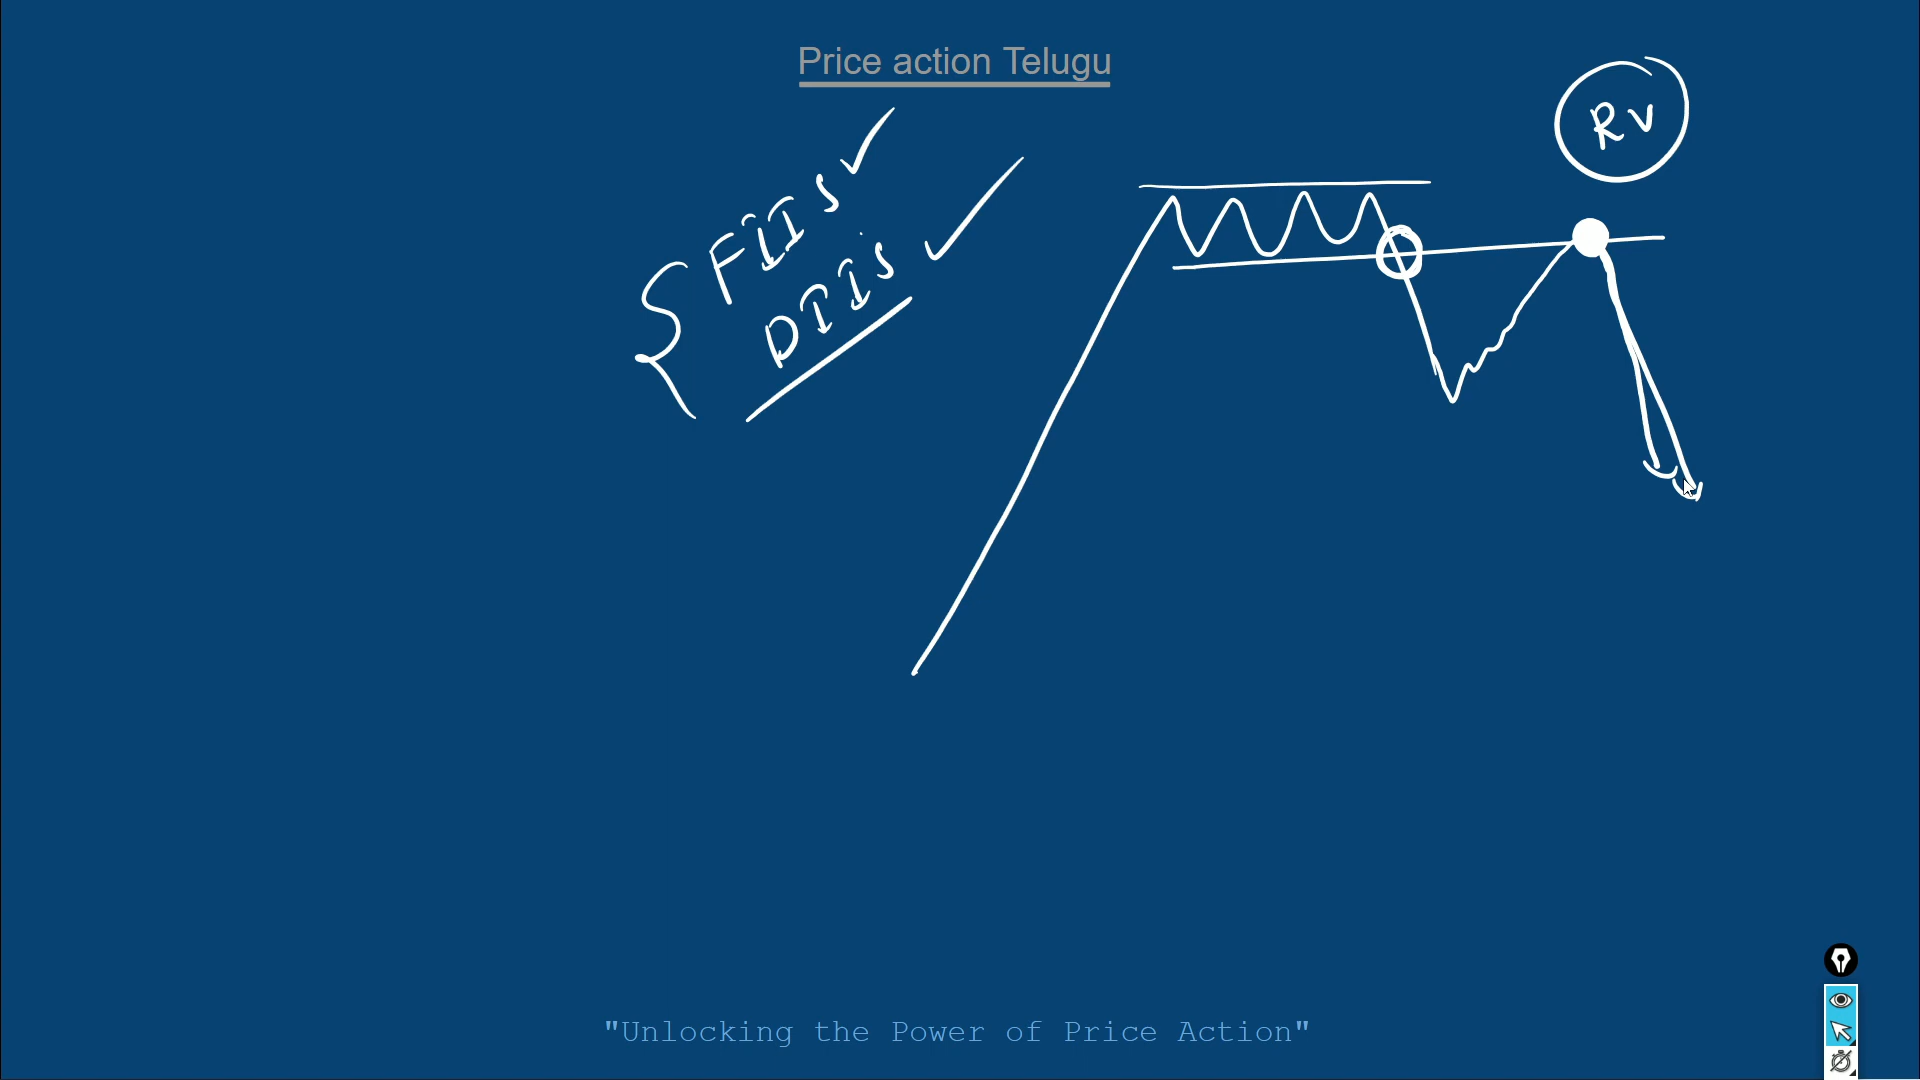 Price action Telugu
Rv
FIIs
DIIs
"Unlocking the Power of Price Action"